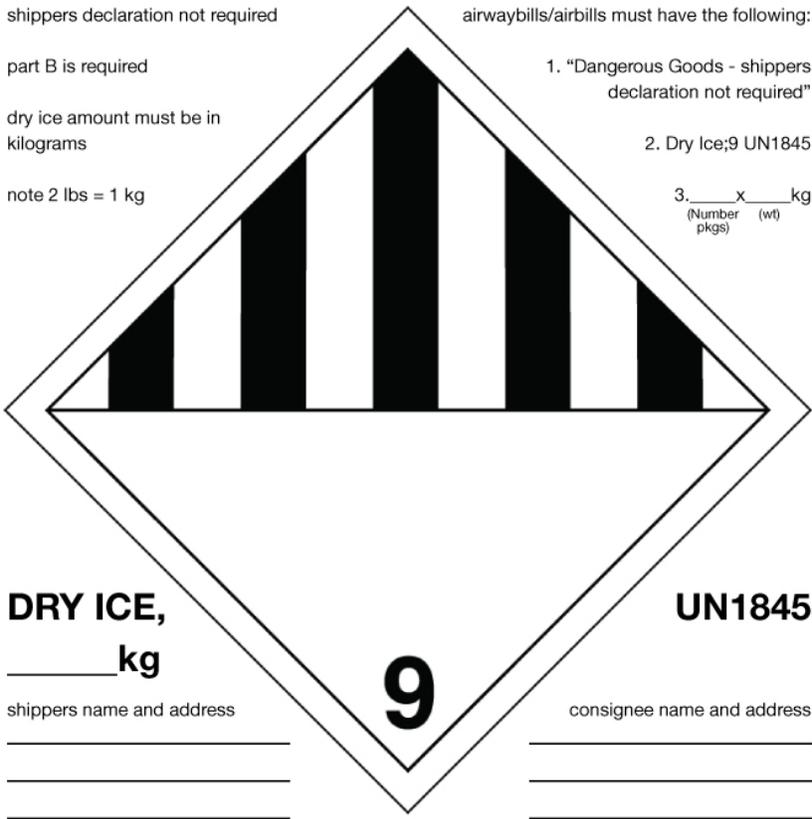 shippers declaration not required
part B is required
dry ice amount must be in
kilograms
note 2 lbs = 1 kg
airwaybills/airbills must have the following:
1. “Dangerous Goods - shippers
declaration not required”
2. Dry Ice;9 UN1845
3._____x_____kg
(Number (wt)
pkgs)
DRY ICE,
______kg
UN1845
9
shippers name and address
consignee name and address